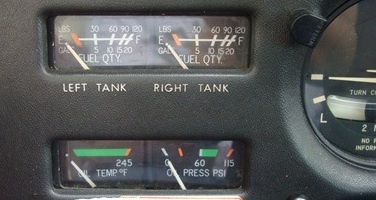 LBS 30 60 90 120
E F
GAL 5 10 15 20
FUEL QTY.
LBS 30 60 90 120
E F
GAL 5 10 15 20
FUEL QTY.
LEFT TANK
RIGHT TANK
245
OIL TEMP °F
0 60 115
OIL PRESS PSI
TURN C
L
2 M
NO P
INFORM